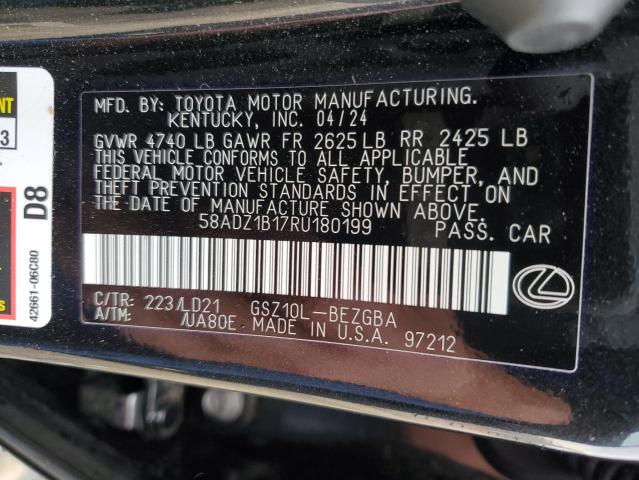 MFD. BY: TOYOTA MOTOR MANUFACTURING.
KENTUCKY, INC. 04/24
GVWR 4740 LB GAWR FR 2625 LB RR 2425 LB
THIS VEHICLE CONFORMS TO ALL APPLICABLE
FEDERAL MOTOR VEHICLE SAFETY, BUMPER, AND
THEFT PREVENTION STANDARDS IN EFFECT ON
THE DATE OF MANUFACTURE SHOWN ABOVE.
58ADZ1B17RU180199 PASS. CAR
C/TR: 223/LD21 GSZ10L-BEZGBA
A/TM: /UA80E MADE IN U.S.A. 97212
3
D8
42661-06C80